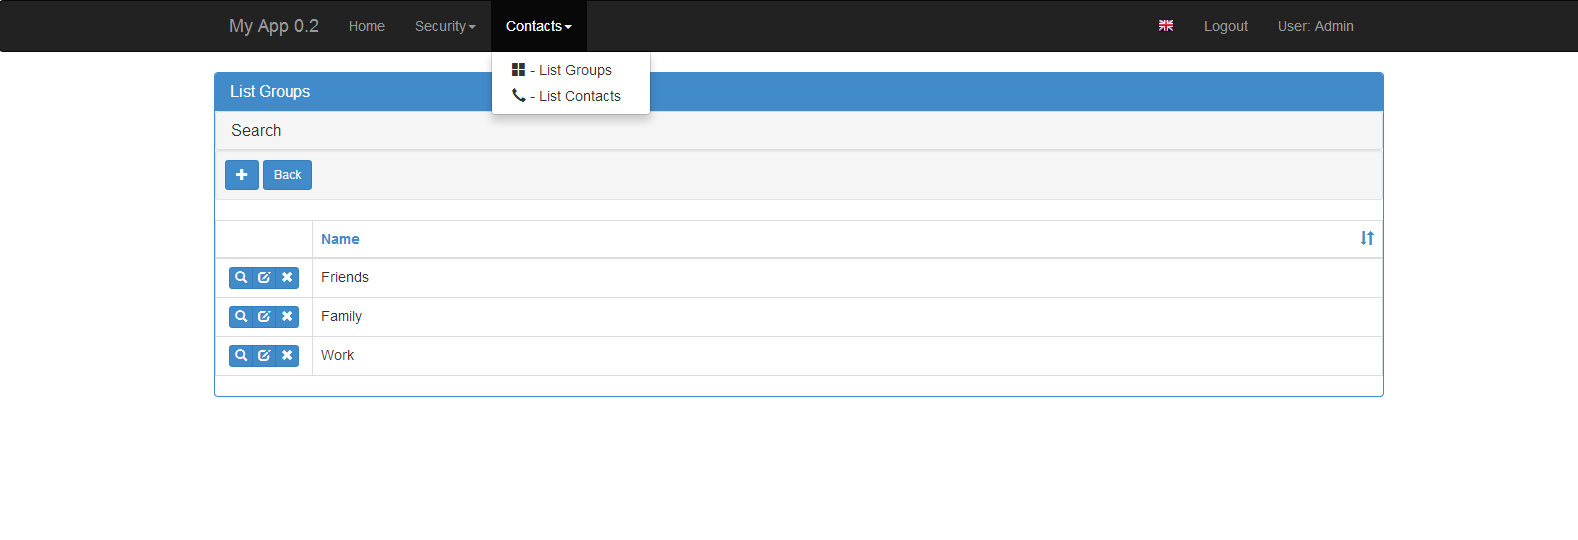 My App 0.2 Home Security Contacts Logout User: Admin
- List Groups
- List Contacts
List Groups
Search
Back
Name
Friends
Family
Work